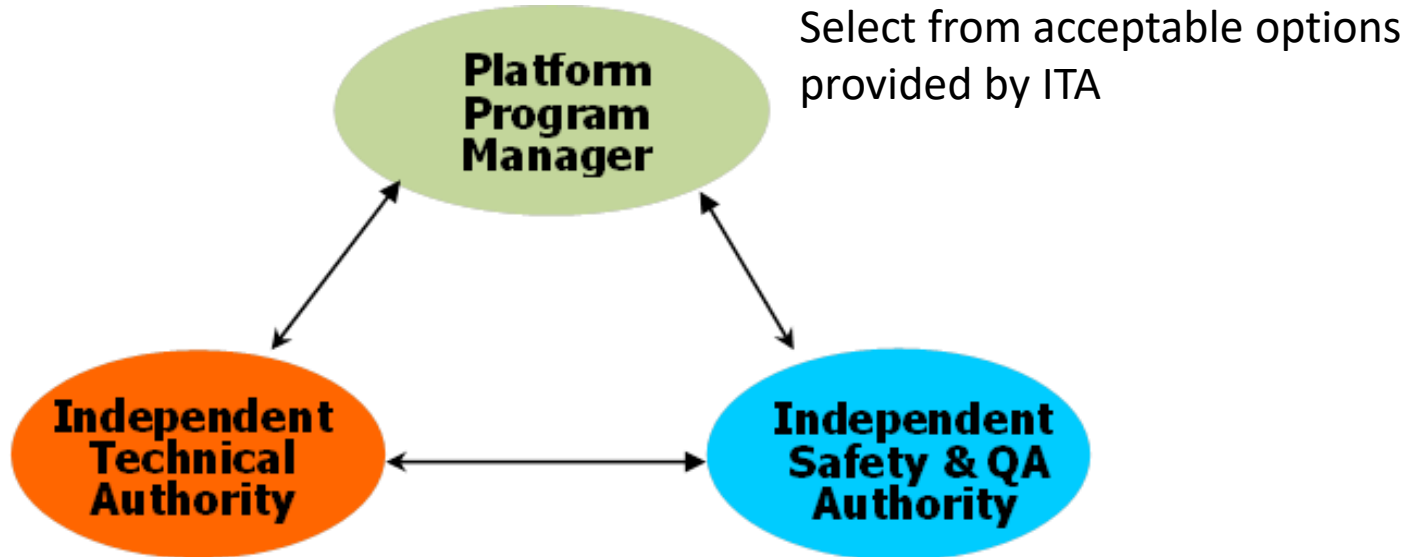 Select from acceptable options
provided by ITA
Platform
Program
Manager
Independent
Technical
Authority
Independent
Safety & QA
Authority